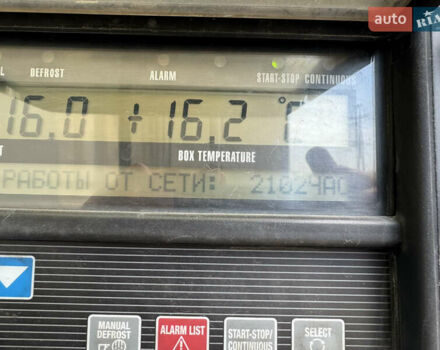 auto RIA
DEFROST ALARM START-STOP CONTINUOUS
16.0 +16.2 °C
BOX TEMPERATURE
РАБОТЫ ОТ СЕТИ: 2102ЧАС
MANUAL DEFROST
ALARM LIST
START-STOP/ CONTINUOUS
SELECT